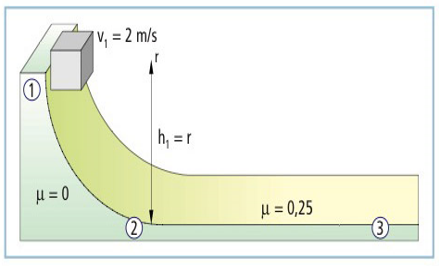 v₁ = 2 m/s
r
①
h₁ = r
μ = 0
μ = 0,25
②
③